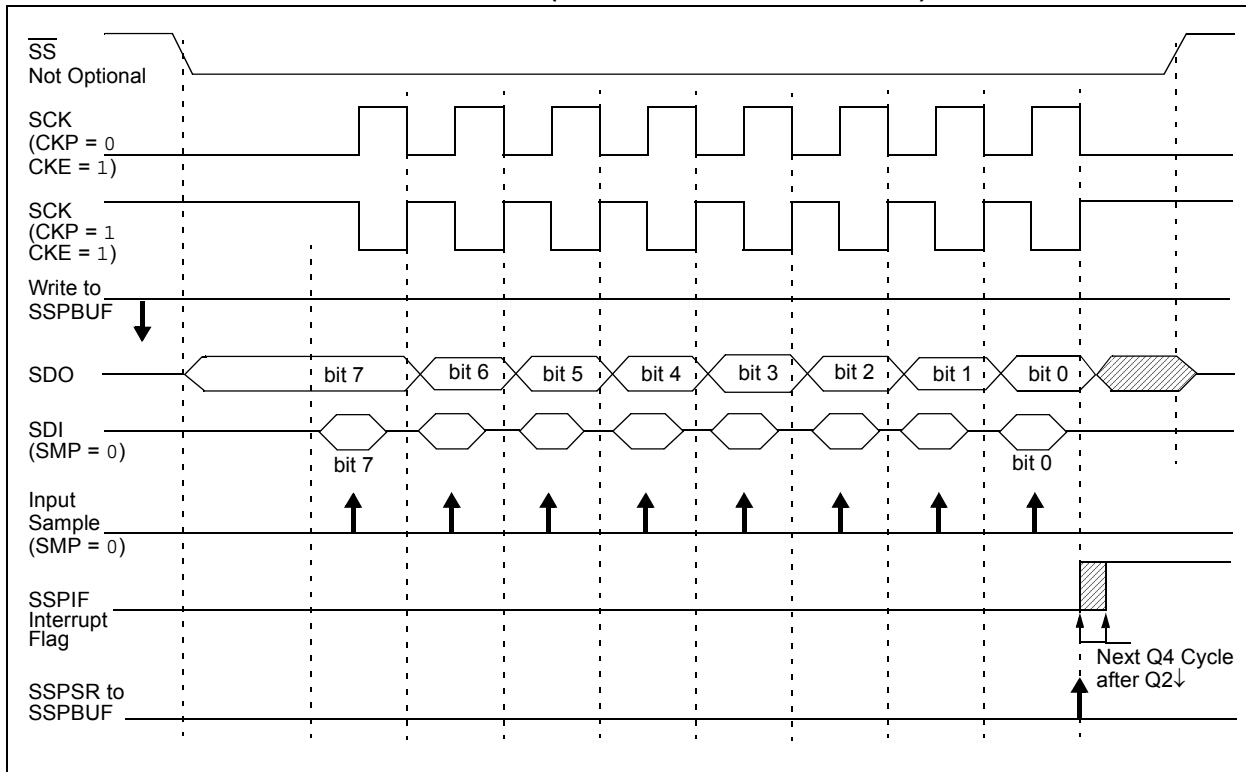 SS
Not Optional
SCK
(CKP = 0
CKE = 1)
SCK
(CKP = 1
CKE = 1)
Write to
SSPBUF
SDO
bit 7 bit 6 bit 5 bit 4 bit 3 bit 2 bit 1 bit 0
SDI
(SMP = 0)
bit 7 bit 0
Input
Sample
(SMP = 0)
SSPIF
Interrupt
Flag
Next Q4 Cycle
after Q2↓
SSPSR to
SSPBUF